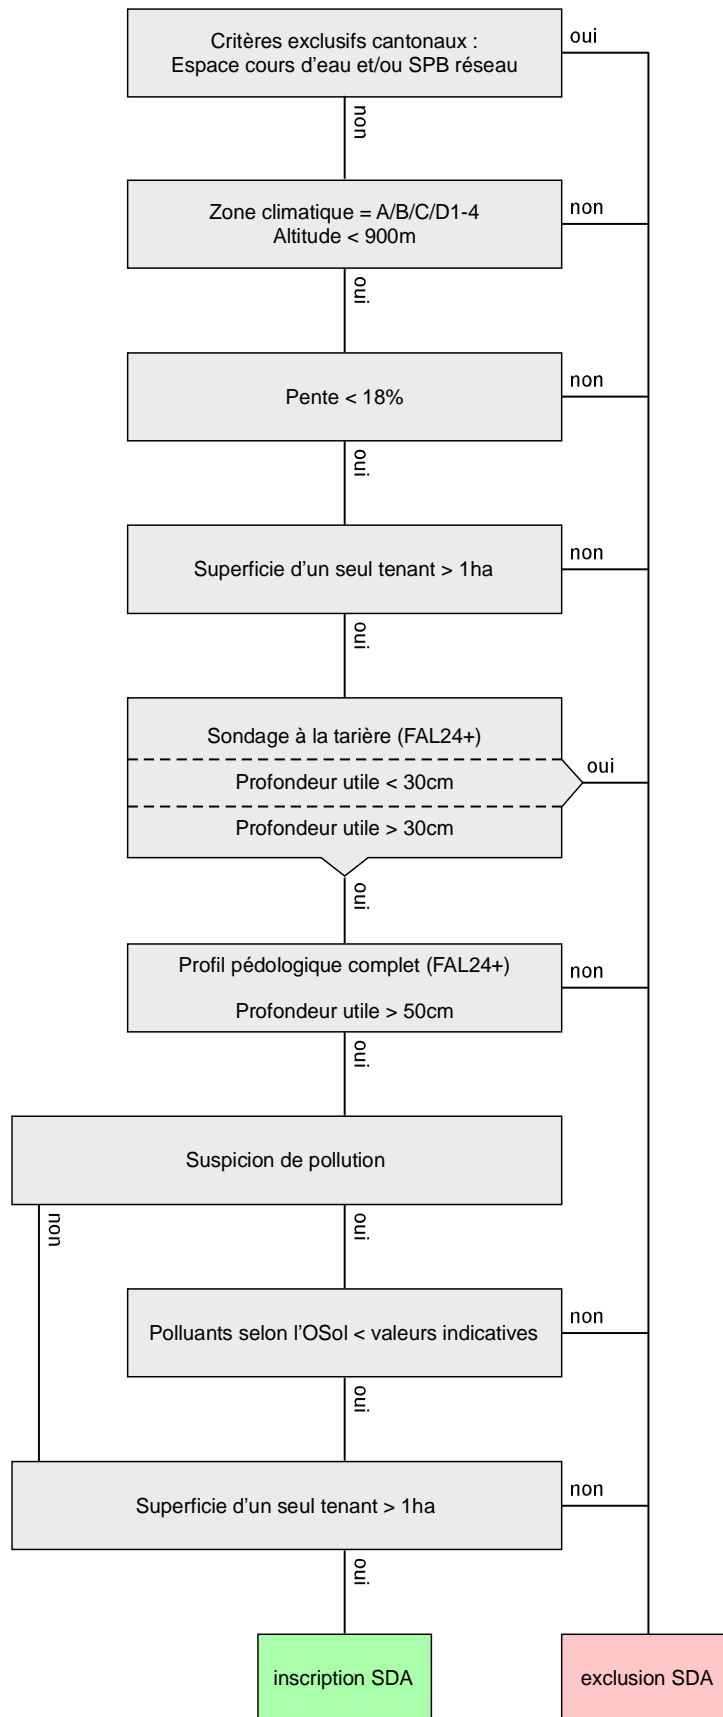 Critères exclusifs cantonaux :
Espace cours d'eau et/ou SPB réseau
oui
non
Zone climatique = A/B/C/D1-4
Altitude < 900m
non
oui
Pente < 18%
non
oui
Superficie d'un seul tenant > 1ha
non
oui
Sondage à la tarière (FAL24+)
Profondeur utile < 30cm
oui
Profondeur utile > 30cm
oui
Profil pédologique complet (FAL24+)
non
Profondeur utile > 50cm
oui
Suspicion de pollution
non
oui
Polluants selon l'OSol < valeurs indicatives
non
oui
Superficie d'un seul tenant > 1ha
non
oui
inscription SDA
exclusion SDA